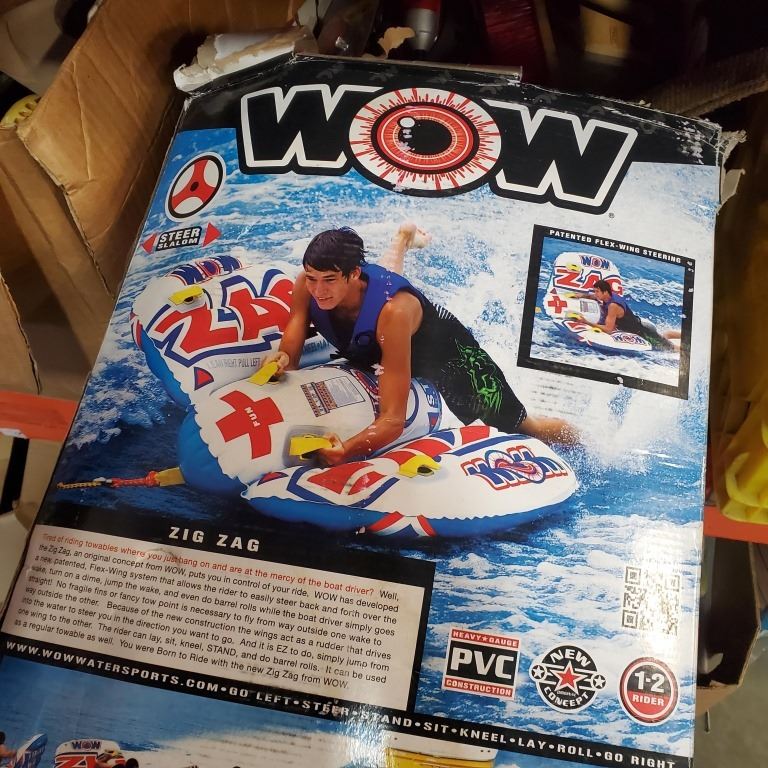 WOW
STEER
SLALOM
PATENTED FLEX-WING STEERING
WOW
ZAG
WOW
ZAG
PULL LEFT
FUN
WOW
WOW
ZIG ZAG
Tired of riding towables where you just hang on and are at the mercy of the boat driver? Well,
the Zig Zag, an original concept from WOW, puts you in control of your ride. WOW has developed
a new patented, Flex-Wing system that allows the rider to easily steer back and forth over the
wake, turn on a dime, jump the wake, and even do barrel rolls while the boat driver simply goes
straight! No fragile fins or fancy tow point is necessary to fly from way outside one wake to
way outside the other. Because of the new construction the wings act as a rudder that drives
into the water to steer you in the direction you want to go. And it is EZ to do, simply jump from
one wing to the other. The rider can lay, sit, kneel, STAND, and do barrel rolls. It can be used
as a regular towable as well. You were Born to Ride with the new Zig Zag from WOW.
HEAVY★GAUGE
PVC
CONSTRUCTION
NEW
CONCEPT
1-2
RIDER
WWW.WOWWATERSPORTS.COM•GO LEFT•STEER•STAND•SIT•KNEEL•LAY•ROLL•GO RIGHT
WOW